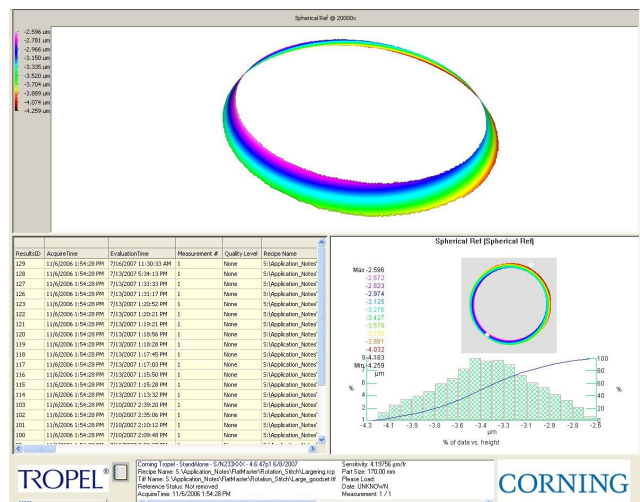 Spherical Ref @ 20000x
-2.596 um
-2.781 um
-2.966 um
-3.150 um
-3.335 um
-3.520 um
-3.704 um
-3.889 um
-4.074 um
-4.259 um
ResultsID AcquireTime EvaluationTime Measurement # Quality Level Recipe Name
129 11/6/2006 1:54:28 PM 7/16/2007 11:30:33 AM 1 None S:\Application_Notes\
128 11/6/2006 1:54:28 PM 7/13/2007 5:34:13 PM 1 None S:\Application_Notes\
127 11/6/2006 1:54:28 PM 7/13/2007 1:31:33 PM 1 None S:\Application_Notes\
126 11/6/2006 1:54:28 PM 7/13/2007 1:31:17 PM 1 None S:\Application_Notes\
123 11/6/2006 1:54:28 PM 7/13/2007 1:20:52 PM 1 None S:\Application_Notes\
122 11/6/2006 1:54:28 PM 7/13/2007 1:20:21 PM 1 None S:\Application_Notes\
121 11/6/2006 1:54:28 PM 7/13/2007 1:19:21 PM 1 None S:\Application_Notes\
120 11/6/2006 1:54:28 PM 7/13/2007 1:18:56 PM 1 None S:\Application_Notes\
119 11/6/2006 1:54:28 PM 7/13/2007 1:18:28 PM 1 None S:\Application_Notes\
118 11/6/2006 1:54:28 PM 7/13/2007 1:17:45 PM 1 None S:\Application_Notes\
117 11/6/2006 1:54:28 PM 7/13/2007 1:17:03 PM 1 None S:\Application_Notes\
116 11/6/2006 1:54:28 PM 7/13/2007 1:15:50 PM 1 None S:\Application_Notes\
115 11/6/2006 1:54:28 PM 7/13/2007 1:15:28 PM 1 None S:\Application_Notes\
114 11/6/2006 1:54:28 PM 7/13/2007 1:13:32 PM 1 None S:\Application_Notes\
103 11/6/2006 1:54:28 PM 7/10/2007 2:39:20 PM 1 None S:\Application_Notes\
102 11/6/2006 1:54:28 PM 7/10/2007 2:35:06 PM 1 None S:\Application_Notes\
101 11/6/2006 1:54:28 PM 7/10/2007 2:10:12 PM 1 None S:\Application_Notes\
100 11/6/2006 1:54:28 PM 7/10/2007 2:09:48 PM 1 None S:\Application_Notes\
Spherical Ref (Spherical Ref)
Max -2.596
-2.672
-2.823
-2.974
-3.125
-3.276
-3.427
-3.578
-3.881
-4.032
-4.183
Min -4.259
µm
%
9
7
6
5
4
2
1
100
80
60
40
20
0
%
-4.3 -4.1 -3.9 -3.8 -3.6 -3.4 -3.3 -3.1 -2.9 -2.8 -2.6
% of data vs. height
TROPEL®
Corning Tropel - StandAlone - S/N233XXX - 4.6.47p1 6/8/2007
Recipe Name: S:\Application_Notes\FlatMaster\Rotation_Stitch\Largering.rcp
Tiff Name: S:\Application_Notes\FlatMaster\Rotation_Stitch\Large_goodset.tif
Reference Status: Not removed
AcquireTime: 11/6/2006 1:54:28 PM
Sensitivity: 4.19756 µm/fr
Part Size: 170.00 mm
Please Load:
Date: UNKNOWN
Measurement 1 / 1
CORNING